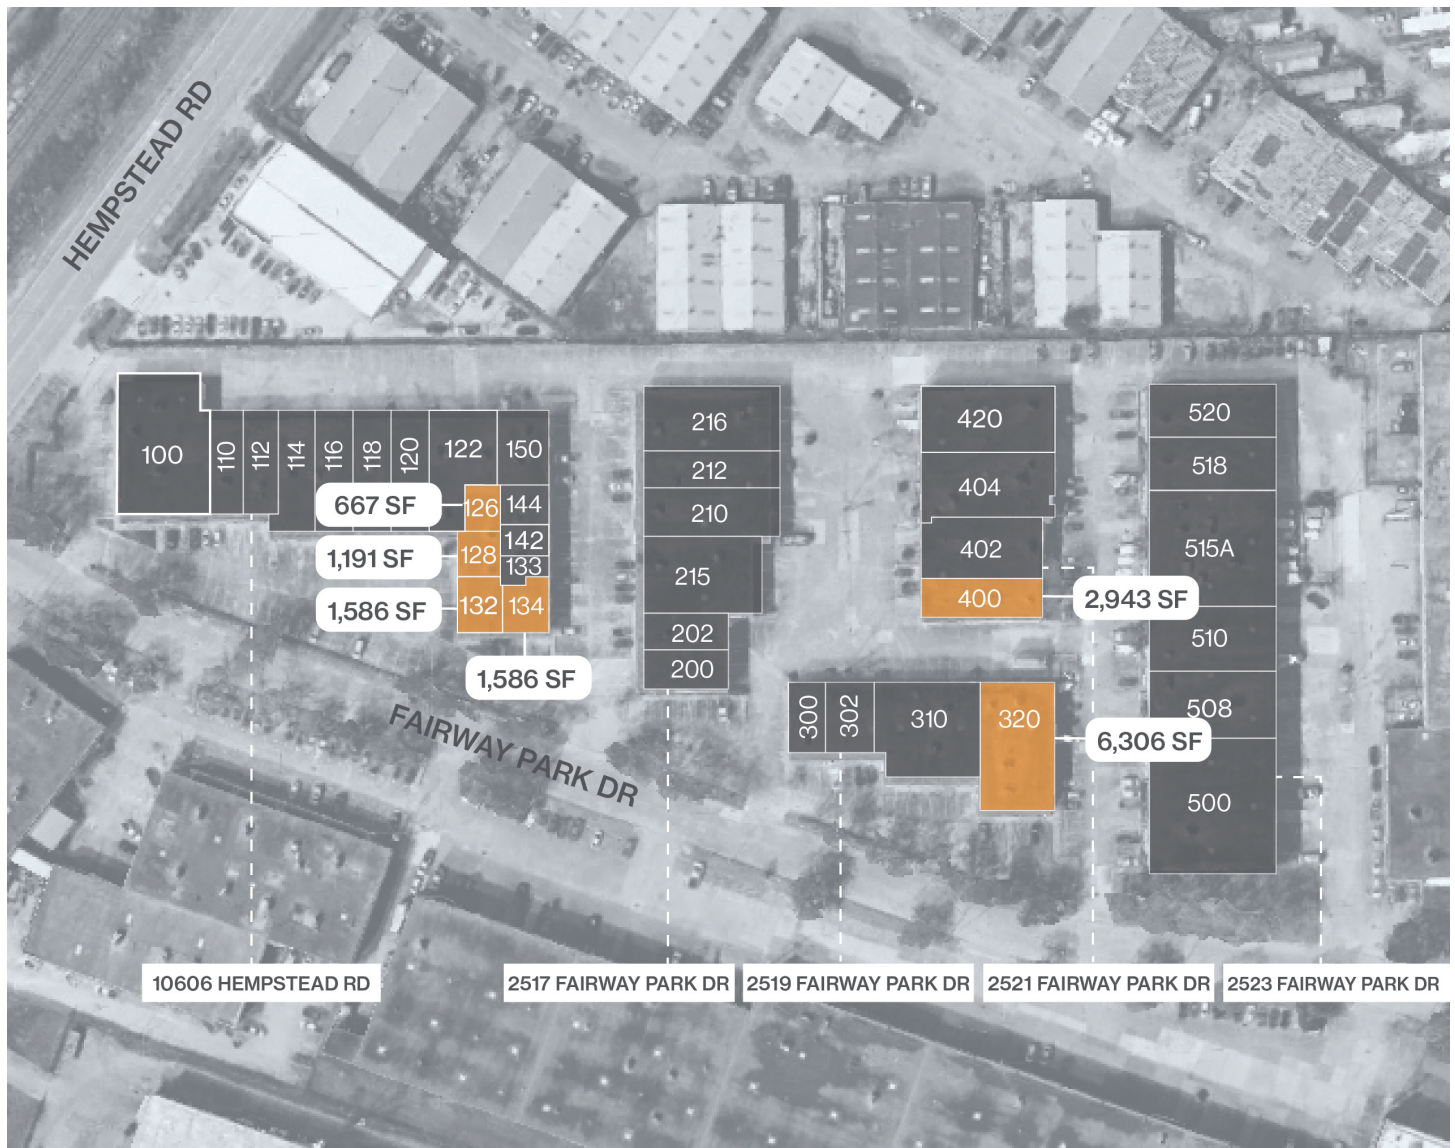 HEMPSTEAD RD
100
110
112
114
116
118
120
122
150
667 SF
126
144
1,191 SF
128
142
133
1,586 SF
132
134
1,586 SF
216
212
210
215
202
200
420
404
402
400
2,943 SF
520
518
515A
510
508
500
300
302
310
320
6,306 SF
FAIRWAY PARK DR
10606 HEMPSTEAD RD
2517 FAIRWAY PARK DR
2519 FAIRWAY PARK DR
2521 FAIRWAY PARK DR
2523 FAIRWAY PARK DR